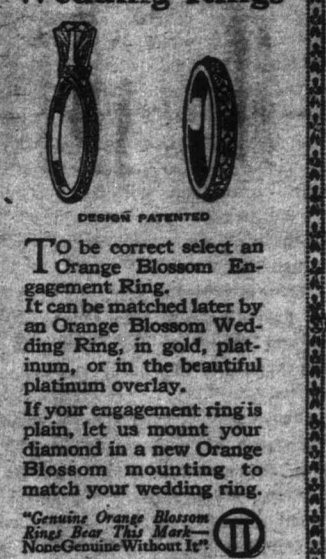 Wedding Rings
DESIGN PATENTED
TO be correct select an
Orange Blossom En-
gagement Ring.
It can be matched later by
an Orange Blossom Wed-
ding Ring, in gold, plat-
inum, or in the beautiful
platinum overlay.
If your engagement ring is
plain, let us mount your
diamond in a new Orange
Blossom mounting to
match your wedding ring.
"Genuine Orange Blossom
Rings Bear This Mark—
None Genuine Without It".